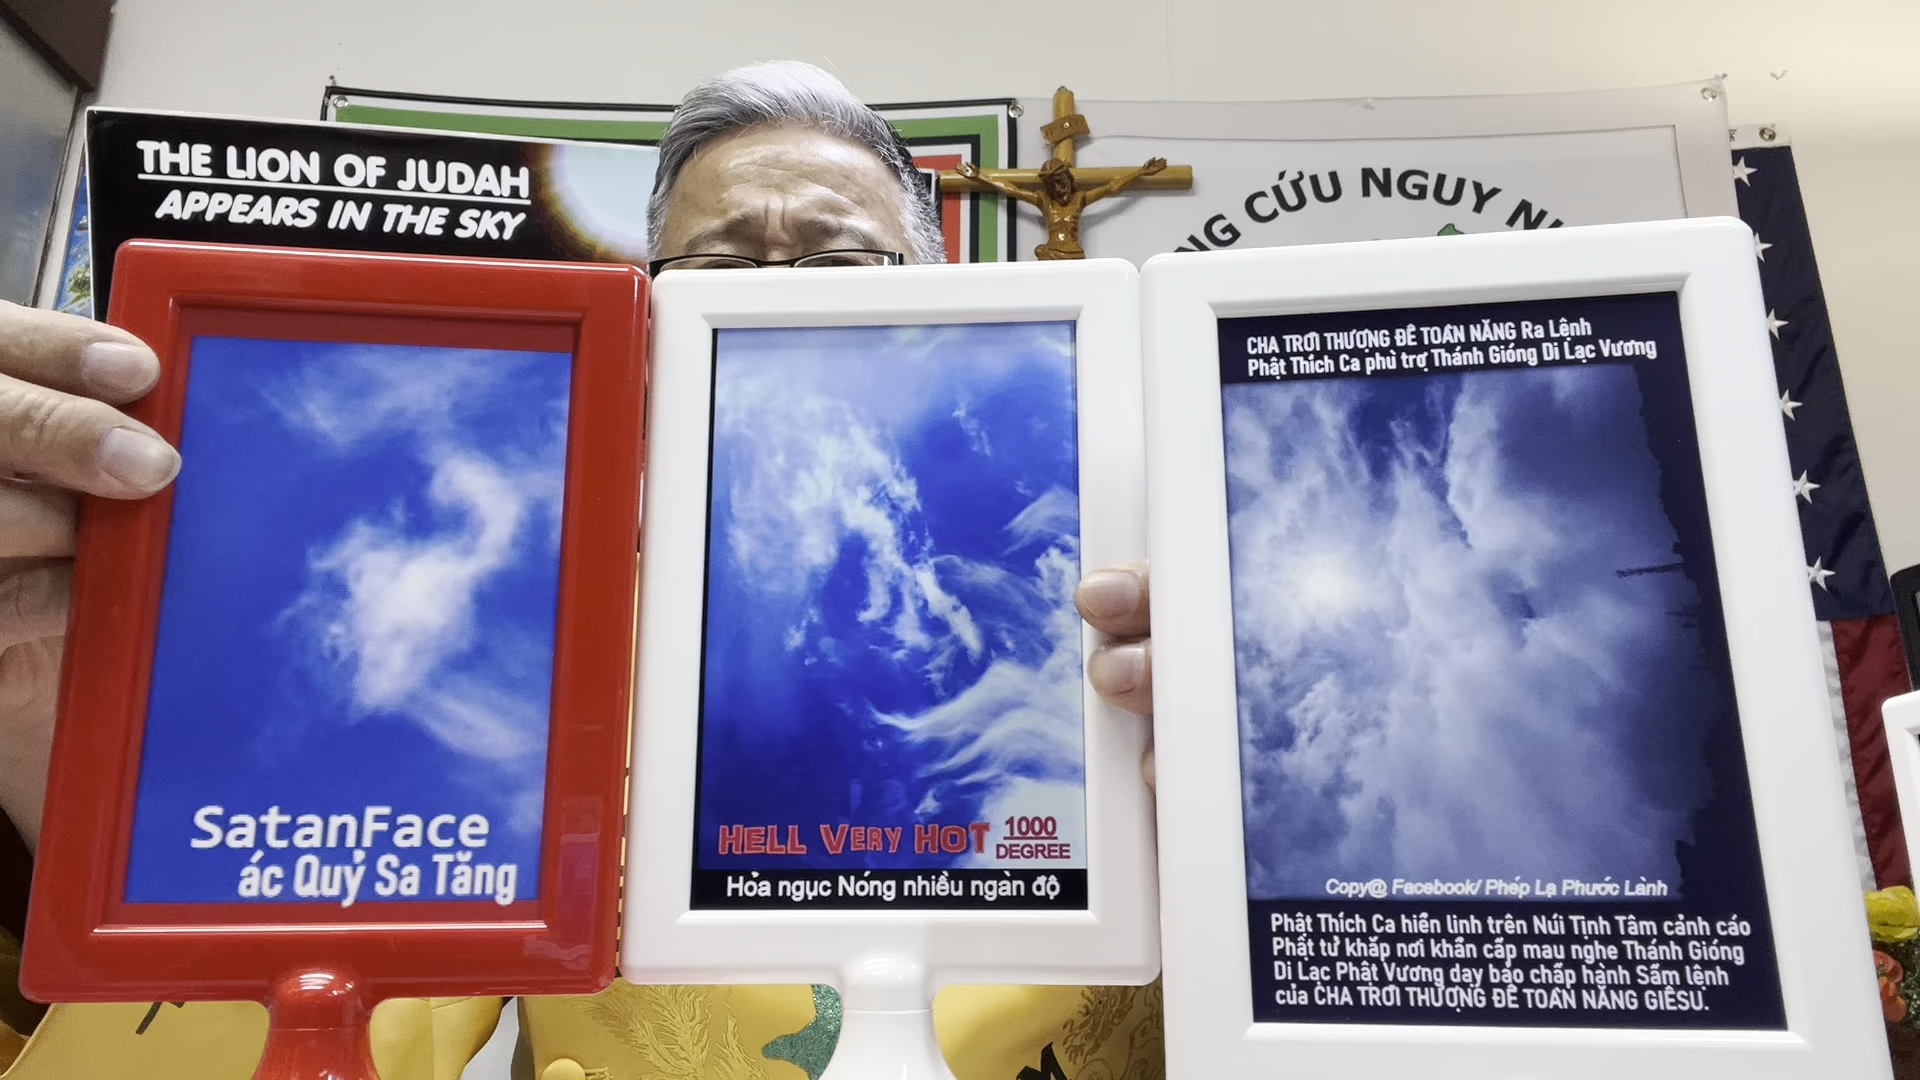 THE LION OF JUDAH
APPEARS IN THE SKY
CỨU NGUY
SatanFace
ác Quỷ Sa Tăng
HELL VERY HOT 1000 DEGREE
Hỏa ngục Nóng nhiều ngàn độ
CHA TRỜI THƯỢNG ĐẾ TOÀN NĂNG Ra Lệnh
Phật Thích Ca phù trợ Thánh Gióng Di Lạc Vương
Copy@ Facebook/ Phép Lạ Phước Lành
Phật Thích Ca hiển linh trên Núi Tịnh Tâm cảnh cáo
Phật tử khắp nơi khẩn cấp mau nghe Thánh Gióng
Di Lạc Phật Vương dạy bảo chấp hành Sấm lệnh
của CHA TRỜI THƯỢNG ĐẾ TOÀN NĂNG GIÊSU.